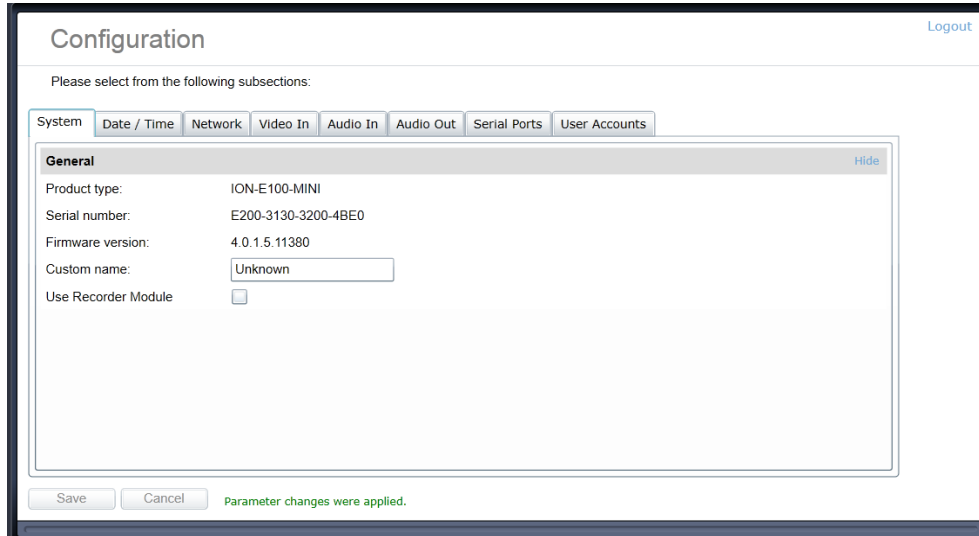 Logout
Configuration
Please select from the following subsections:
System Date / Time Network Video In Audio In Audio Out Serial Ports User Accounts
General Hide
Product type: ION-E100-MINI
Serial number: E200-3130-3200-4BE0
Firmware version: 4.0.1.5.11380
Custom name: Unknown
Use Recorder Module
Save Cancel Parameter changes were applied.